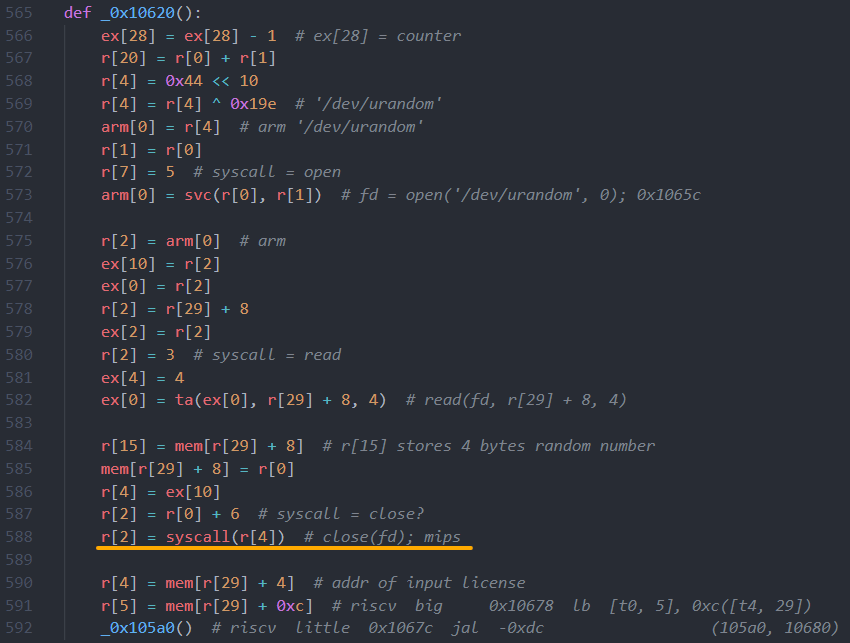 565 def _0x10620():
566 ex[28] = ex[28] - 1 # ex[28] = counter
567 r[20] = r[0] + r[1]
568 r[4] = 0x44 << 10
569 r[4] = r[4] ^ 0x19e # '/dev/urandom'
570 arm[0] = r[4] # arm '/dev/urandom'
571 r[1] = r[0]
572 r[7] = 5 # syscall = open
573 arm[0] = svc(r[0], r[1]) # fd = open('/dev/urandom', 0); 0x1065c
574
575 r[2] = arm[0] # arm
576 ex[10] = r[2]
577 ex[0] = r[2]
578 r[2] = r[29] + 8
579 ex[2] = r[2]
580 r[2] = 3 # syscall = read
581 ex[4] = 4
582 ex[0] = ta(ex[0], r[29] + 8, 4) # read(fd, r[29] + 8, 4)
583
584 r[15] = mem[r[29] + 8] # r[15] stores 4 bytes random number
585 mem[r[29] + 8] = r[0]
586 r[4] = ex[10]
587 r[2] = r[0] + 6 # syscall = close?
588 r[2] = syscall(r[4]) # close(fd); mips
589
590 r[4] = mem[r[29] + 4] # addr of input license
591 r[5] = mem[r[29] + 0xc] # riscv big 0x10678 lb [t0, 5], 0xc([t4, 29])
592 _0x105a0() # riscv little 0x1067c jal -0xdc (105a0, 10680)